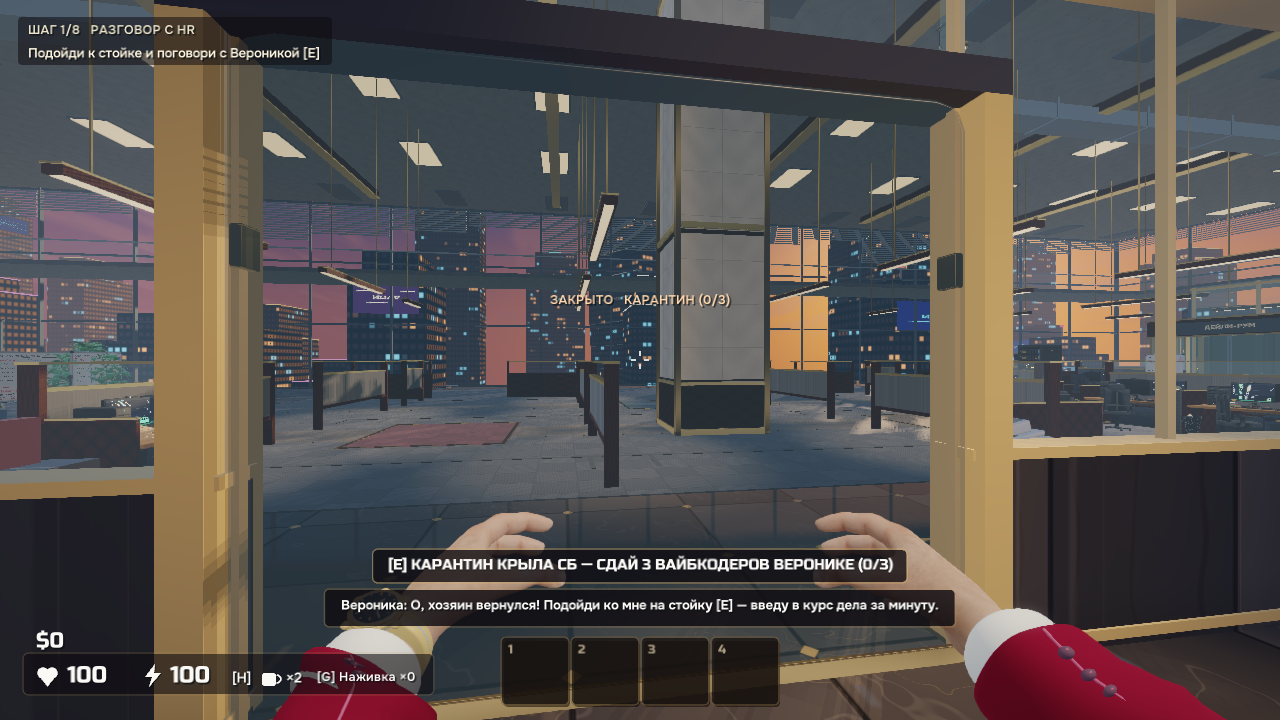 ШАГ 1/8 РАЗГОВОР С HR
Подойди к стойке и поговори с Вероникой [E]
ЗАКРЫТО КАРАНТИН (0/3)
[E] КАРАНТИН КРЫЛА СБ — СДАЙ 3 ВАЙБКОДЕРОВ ВЕРОНИКЕ (0/3)
Вероника: О, хозяин вернулся! Подойди ко мне на стойку [E] — введу в курс дела за минуту.
$0
100 100 [H] ×2 [G] Наживка ×0
1 2 3 4